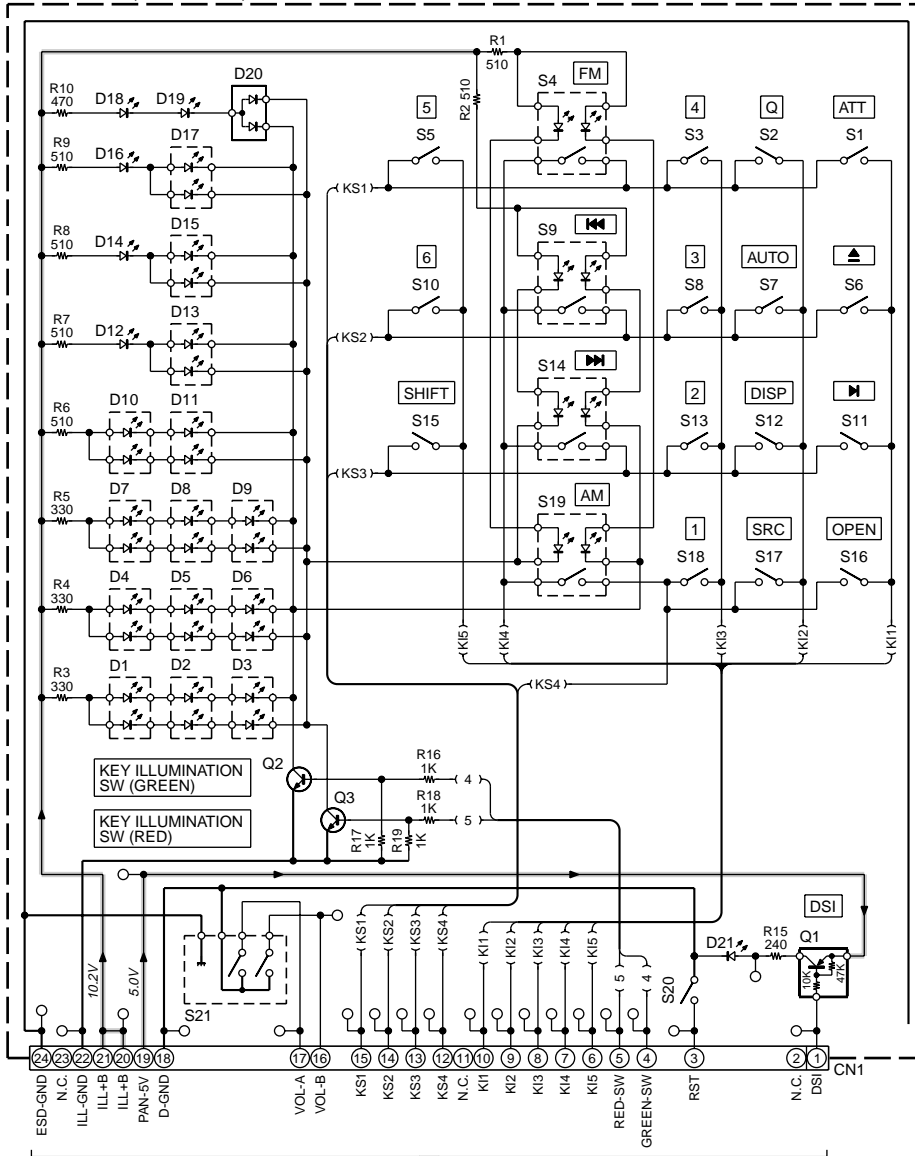 R1
510
R2 510
S4 FM
R10
470
D18 D19
D20
5
S5
4
S3
Q
S2
ATT
S1
R9
510
D16
D17
KS1
R8
510
D14
D15
S9
6
S10
3
S8
AUTO
S7
S6
R7
510
D12
D13
KS2
S14
SHIFT
S15
2
S13
DISP
S12
S11
R6
510
D10 D11
KS3
R5
330
D7 D8 D9
S19 AM
1
S18
SRC
S17
OPEN
S16
R4
330
D4 D5 D6
KI5 KI4 KI3 KI2 KI1
R3
330
D1 D2 D3
KS4
KEY ILLUMINATION
SW (GREEN)
Q2
R16
1K
4
KEY ILLUMINATION
SW (RED)
Q3
R18
1K
5
R17
1K
R19
1K
10.2V
5.0V
S21
KS1 KS2 KS3 KS4
KI1 KI2 KI3 KI4 KI5
5 4
S20
DSI
D21
R15
240
Q1
10K
47K
24 23 22 21 20 19 18 17 16 15 14 13 12 11 10 9 8 7 6 5 4 3 2 1
CN1
ESD-GND
N.C.
ILL-GND
ILL+B
ILL+B
PAN-5V
D-GND
VOL-A
VOL-B
KS1
KS2
KS3
KS4
N.C.
KI1
KI2
KI3
KI4
KI5
RED-SW
GREEN-SW
RST
N.C.
DSI